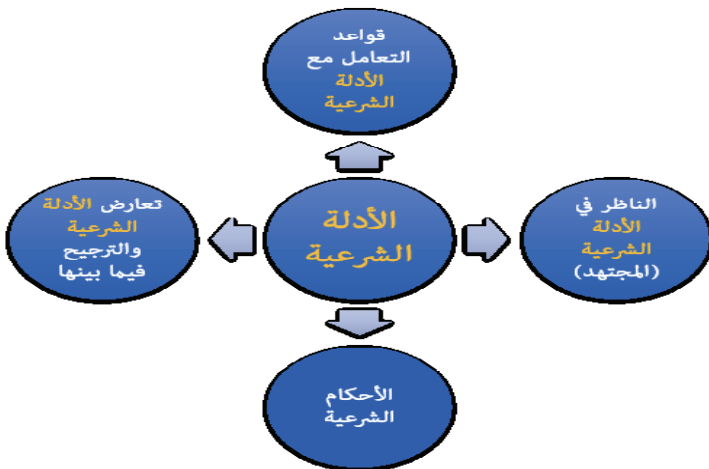 قواعد
التعامل مع
الأدلة
الشرعية
الناظر في
الأدلة
الشرعية
(المجتهد)
الأدلة
الشرعية
تعارض الأدلة
الشرعية
والترجيح
فيما بينها
الأحكام
الشرعية